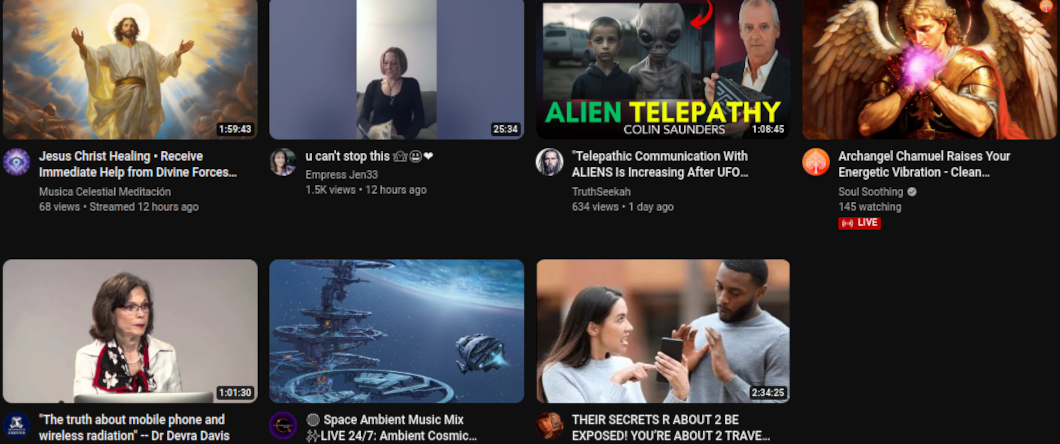 1:59:43
Jesus Christ Healing • Receive
Immediate Help from Divine Forces...
Musica Celestial Meditación
68 views • Streamed 12 hours ago
25:34
u can't stop this
Empress Jen33
1.5K views • 12 hours ago
ALIEN TELEPATHY
COLIN SAUNDERS
1:08:45
"Telepathic Communication With
ALIENS Is Increasing After UFO...
TruthSeekah
634 views • 1 day ago
Archangel Chamuel Raises Your
Energetic Vibration - Clean...
Soul Soothing
145 watching
LIVE
1:01:30
"The truth about mobile phone and
wireless radiation" -- Dr Devra Davis
Space Ambient Music Mix
✨LIVE 24/7: Ambient Cosmic...
2:34:25
THEIR SECRETS R ABOUT 2 BE
EXPOSED! YOU'RE ABOUT 2 TRAVE...